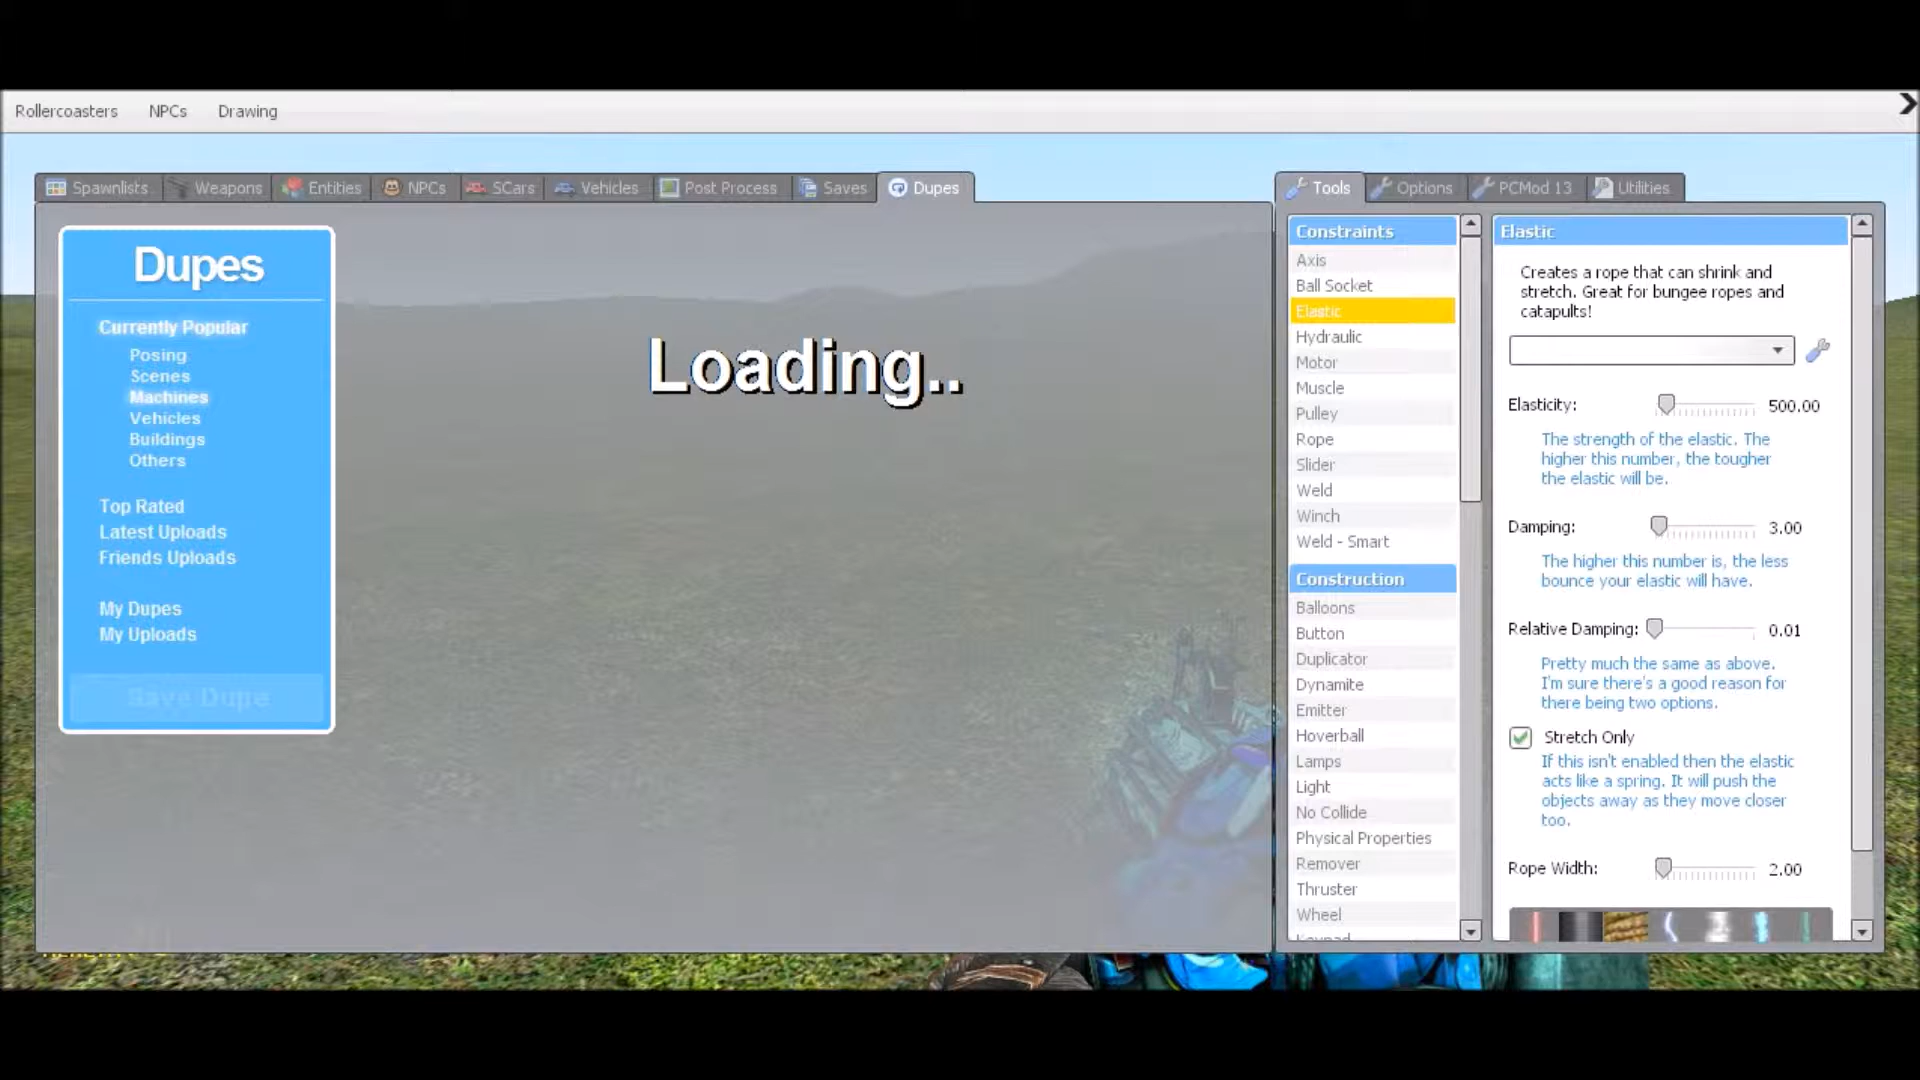 Rollercoasters NPCs Drawing
Spawnlists Weapons Entities NPCs SCars Vehicles Post Process Saves Dupes
Dupes
Currently Popular
Posing
Scenes
Machines
Vehicles
Buildings
Others
Top Rated
Latest Uploads
Friends Uploads
My Dupes
My Uploads
Save Dupe
Loading..
Tools Options PCMod 13 Utilities
Constraints
Axis
Ball Socket
Elastic
Hydraulic
Motor
Muscle
Pulley
Rope
Slider
Weld
Winch
Weld - Smart
Construction
Balloons
Button
Duplicator
Dynamite
Emitter
Hoverball
Lamps
Light
No Collide
Physical Properties
Remover
Thruster
Wheel
Elastic
Creates a rope that can shrink and
stretch. Great for bungee ropes and
catapults!
Elasticity: 500.00
The strength of the elastic. The
higher this number, the tougher
the elastic will be.
Damping: 3.00
The higher this number is, the less
bounce your elastic will have.
Relative Damping: 0.01
Pretty much the same as above.
I'm sure there's a good reason for
there being two options.
Stretch Only
If this isn't enabled then the elastic
acts like a spring. It will push the
objects away as they move closer
too.
Rope Width: 2.00